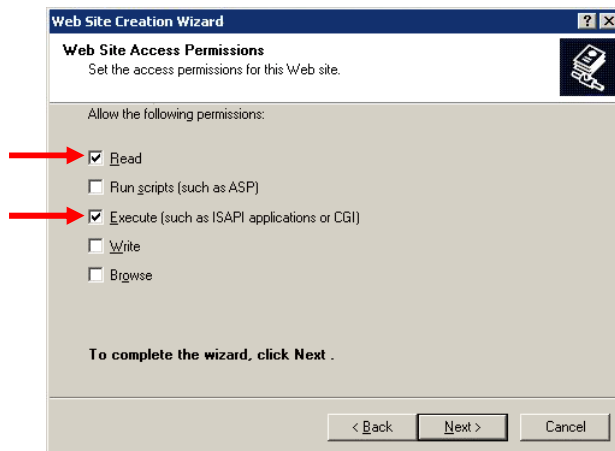 Web Site Creation Wizard
Web Site Access Permissions
Set the access permissions for this Web site.
Allow the following permissions:
Read
Run scripts (such as ASP)
Execute (such as ISAPI applications or CGI)
Write
Browse
To complete the wizard, click Next .
< Back Next > Cancel